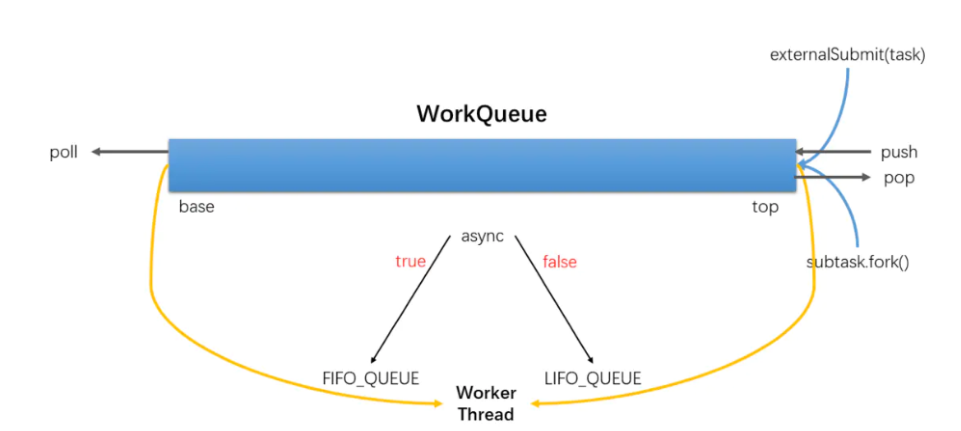 externalSubmit(task)
WorkQueue
poll
push
pop
base
top
async
true
false
subtask.fork()
FIFO_QUEUE
LIFO_QUEUE
Worker
Thread